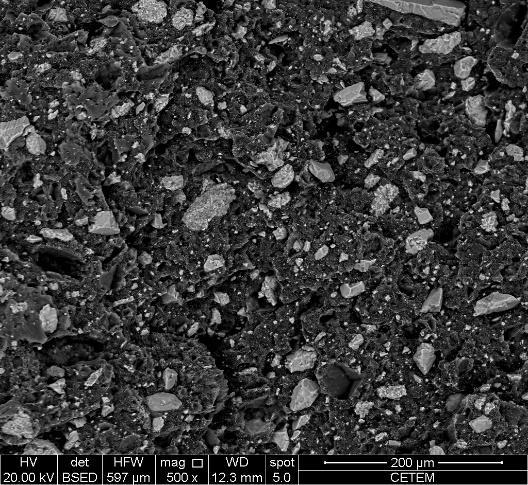 HV det HFW mag □ WD spot 200 µm
20.00 kV BSED 597 µm 500 x 12.3 mm 5.0 CETEM